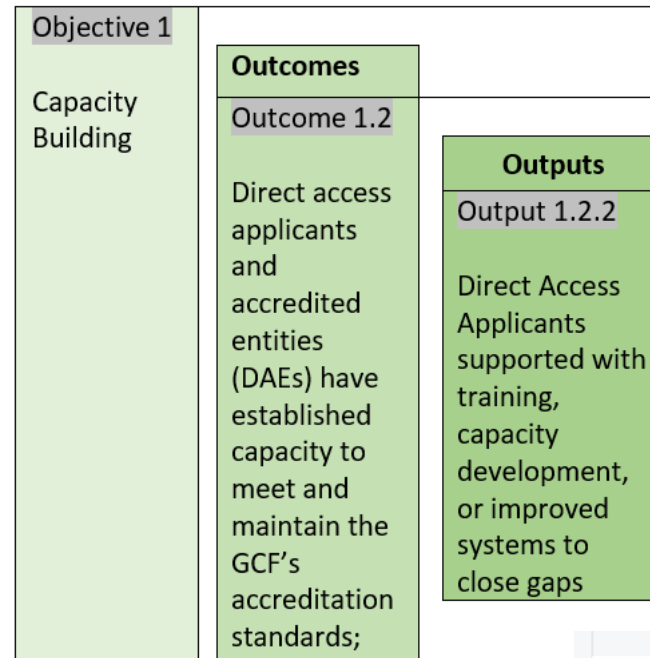 Objective 1
Capacity
Building
Outcomes
Outcome 1.2
Direct access
applicants
and
accredited
entities
(DAEs) have
established
capacity to
meet and
maintain the
GCF's
accreditation
standards;
Outputs
Output 1.2.2
Direct Access
Applicants
supported with
training,
capacity
development,
or improved
systems to
close gaps